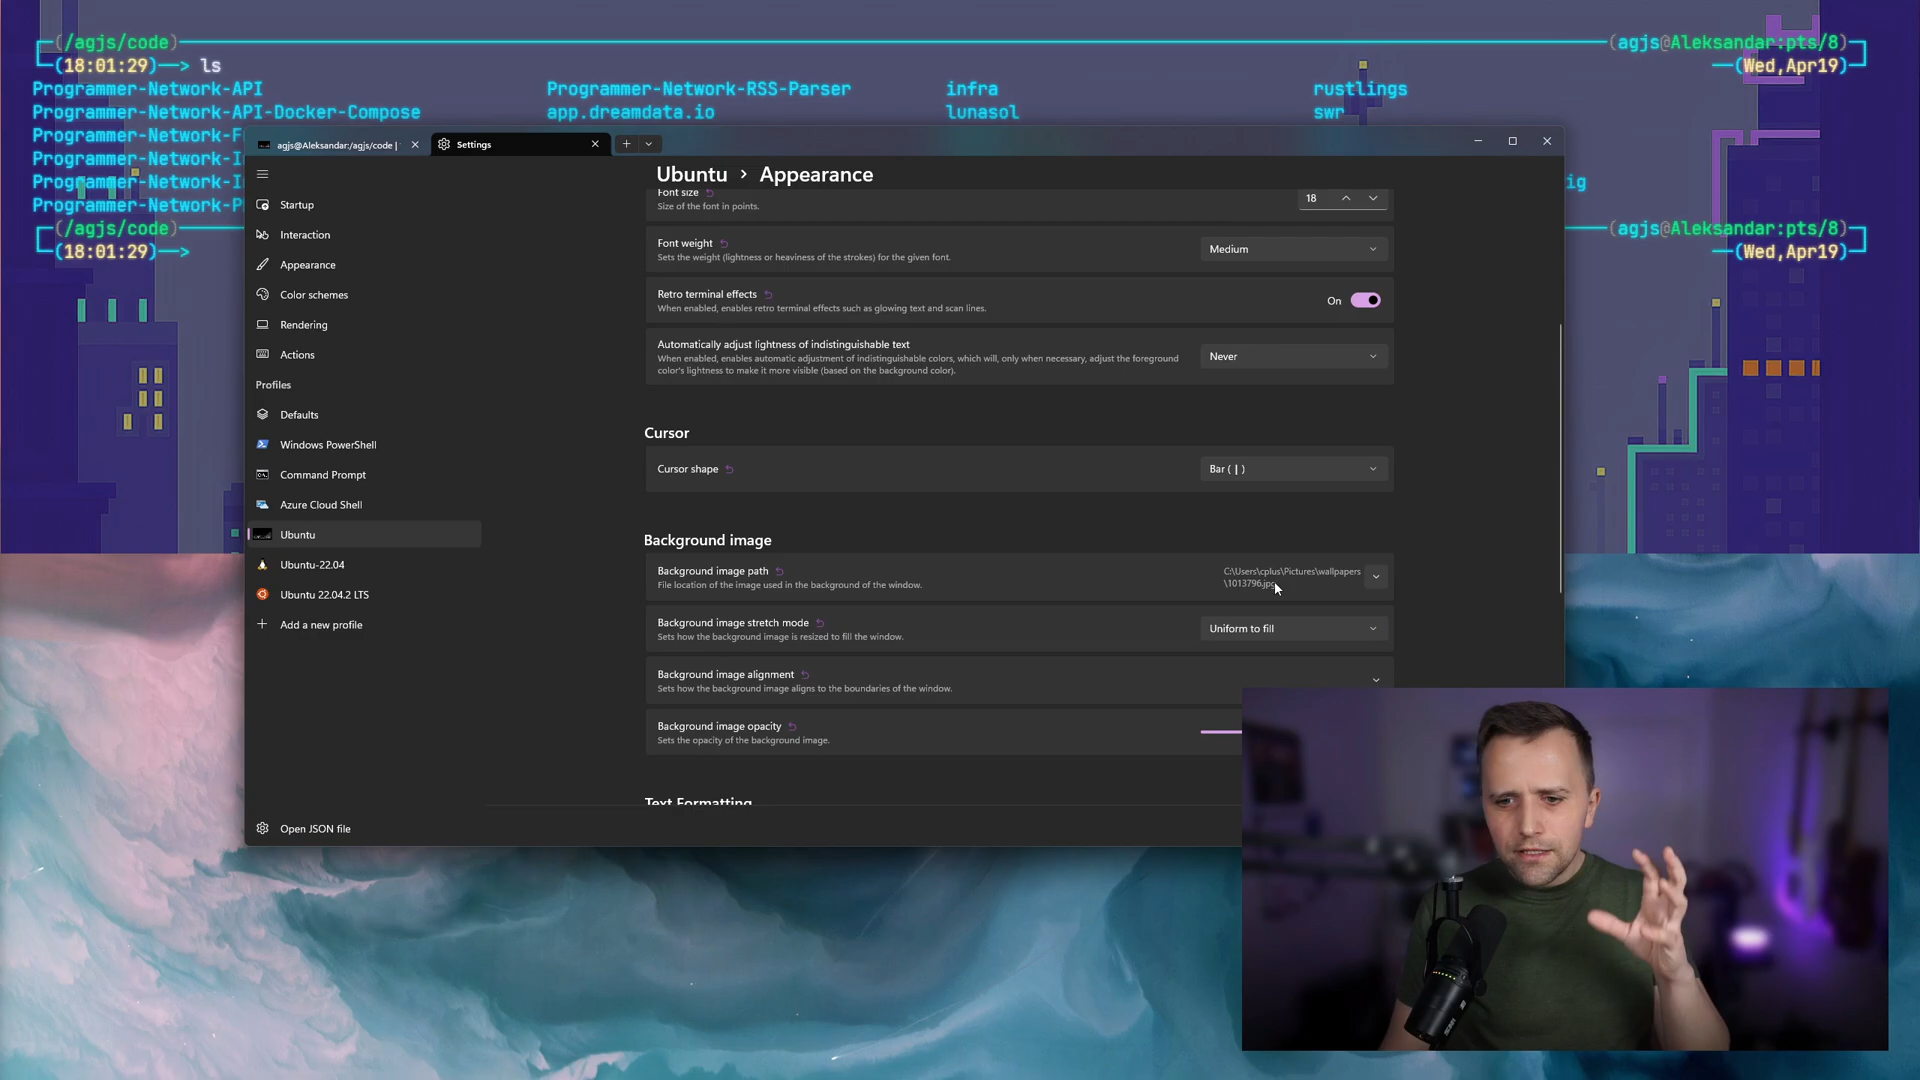 (/agjs/code)
(agjs@Aleksandar:pts/8)
(18:01:29)—> ls
—(Wed,Apr19)
Programmer-Network-API Programmer-Network-RSS-Parser infra rustlings
Programmer-Network-API-Docker-Compose app.dreamdata.io lunasol swr
Programmer-Network-F
Programmer-Network-I
Programmer-Network-I
ig
Programmer-Network-P
(/agjs/code)
(agjs@Aleksandar:pts/8)
(18:01:29)—>
—(Wed,Apr19)
agjs@Aleksandar:/agjs/code |
Settings
Ubuntu > Appearance
Startup
Interaction
Appearance
Color schemes
Rendering
Actions
Profiles
Defaults
Windows PowerShell
Command Prompt
Azure Cloud Shell
Ubuntu
Ubuntu-22.04
Ubuntu 22.04.2 LTS
Add a new profile
Open JSON file
Font size
Size of the font in points.
18
Font weight
Sets the weight (lightness or heaviness of the strokes) for the given font.
Medium
Retro terminal effects
When enabled, enables retro terminal effects such as glowing text and scan lines.
On
Automatically adjust lightness of indistinguishable text
When enabled, enables automatic adjustment of indistinguishable colors, which will, only when necessary, adjust the foreground
color's lightness to make it more visible (based on the background color).
Never
Cursor
Cursor shape
Bar ( | )
Background image
Background image path
File location of the image used in the background of the window.
C:\Users\cplus\Pictures\wallpapers
\1013796.jpg
Background image stretch mode
Sets how the background image is resized to fill the window.
Uniform to fill
Background image alignment
Sets how the background image aligns to the boundaries of the window.
Background image opacity
Sets the opacity of the background image.
Text Formatting